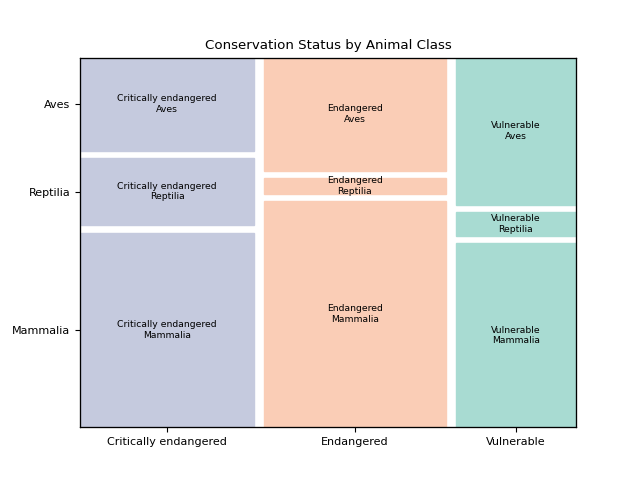 Conservation Status by Animal Class
Aves
Reptilia
Mammalia
Critically endangered
Aves
Critically endangered
Reptilia
Critically endangered
Mammalia
Endangered
Aves
Endangered
Reptilia
Endangered
Mammalia
Vulnerable
Aves
Vulnerable
Reptilia
Vulnerable
Mammalia
Critically endangered
Endangered
Vulnerable